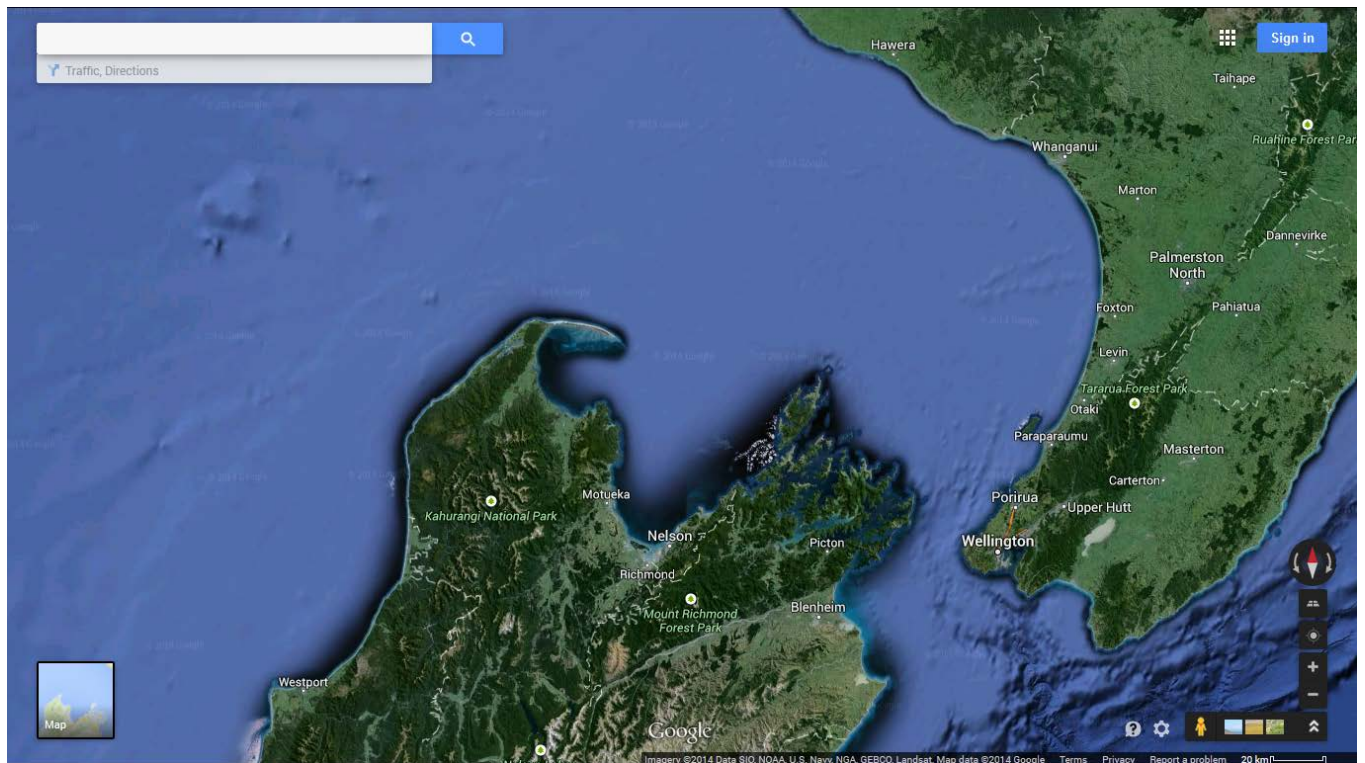 Sign in
Traffic, Directions
Hawera
Taihape
Ruahine Forest Par
Whanganui
Marton
Dannevirke
Palmerston
North
Foxton
Pahiatua
Levin
Tararua Forest Park
Otaki
Paraparaumu
Masterton
Carterton
Motueka
Porirua
Upper Hutt
Kahurangi National Park
Nelson
Picton
Wellington
Richmond
Blenheim
Mount Richmond
Forest Park
Westport
Map
Google
Imagery ©2014 Data SIO, NOAA, U.S. Navy, NGA, GEBCO, Landsat, Map data ©2014 Google Terms Privacy Report a problem 20 km